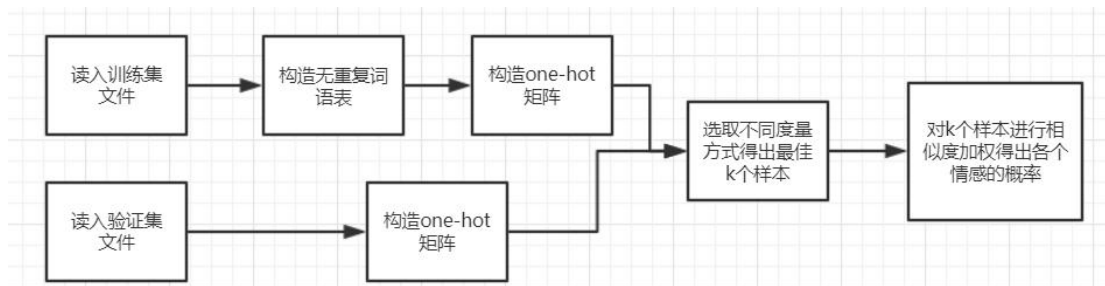 读入训练集
文件
构造无重复词
语表
构造one-hot
矩阵
选取不同度量
方式得出最佳
k个样本
对k个样本进行相
似度加权得出各个
情感的概率
读入验证集
文件
构造one-hot
矩阵